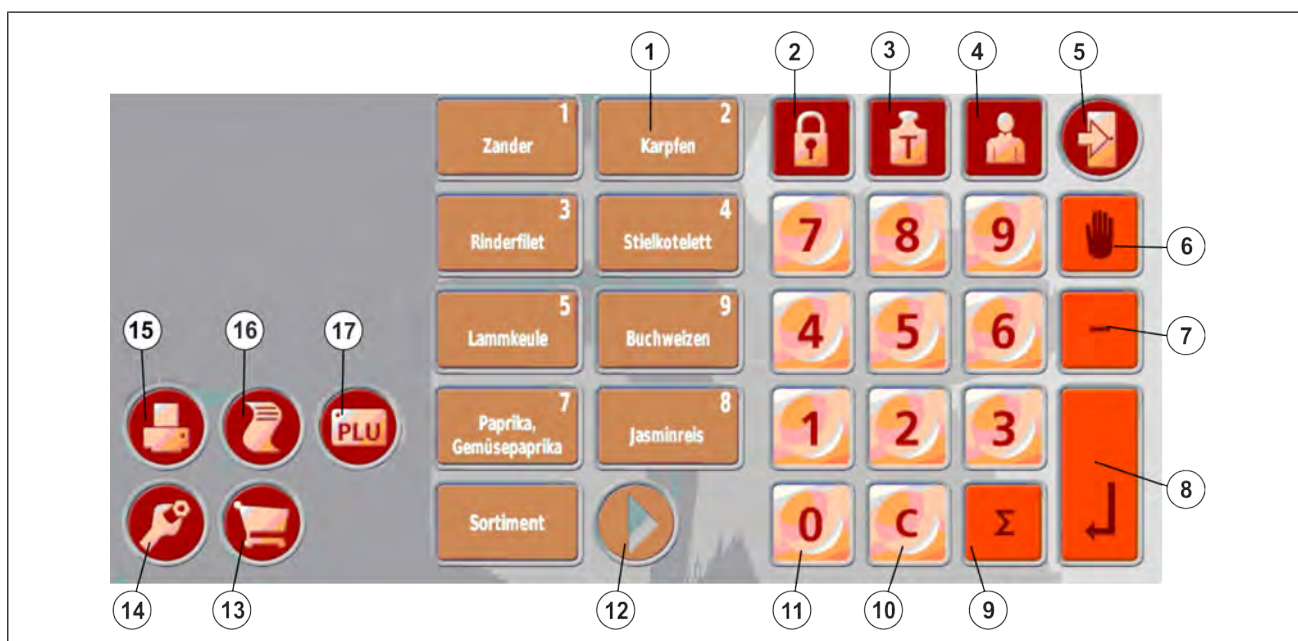 1
2
3
4
5
1
Zander
2
Karpfen
T
3
Rinderfilet
4
Stielkotelett
7
8
9
6
5
Lammkeule
9
Buchweizen
4
5
6
–
7
15
16
17
PLU
7
Paprika,
Gemüsepaprika
8
Jasminreis
1
2
3
8
Sortiment
0
C
Σ
14
13
12
11
10
9